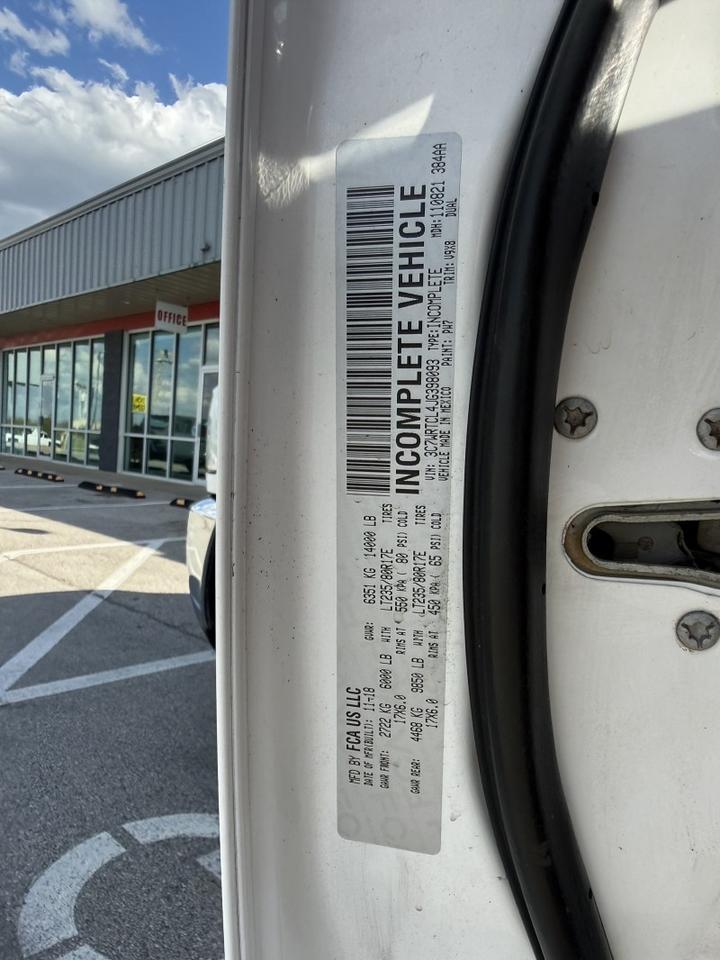 OFFICE
MFD BY FCA US LLC
DATE OF MFR(BUILT): 11-18 GVWR: 6351 KG 14000 LB
GAWR FRONT: 2722 KG 6000 LB WITH LT235/80R17E TIRES
17X6.0 RIMS AT 550 KPA ( 80 PSI) COLD
GAWR REAR: 4468 KG 9850 LB WITH LT235/80R17E TIRES
17X6.0 RIMS AT 450 KPA ( 65 PSI) COLD
INCOMPLETE VEHICLE
VIN: 3C7WRTCL4JG398093 TYPE:INCOMPLETE MDH:110821 384AA
VEHICLE MADE IN MEXICO PAINT: PW7 TRIM: V9X8 DUAL